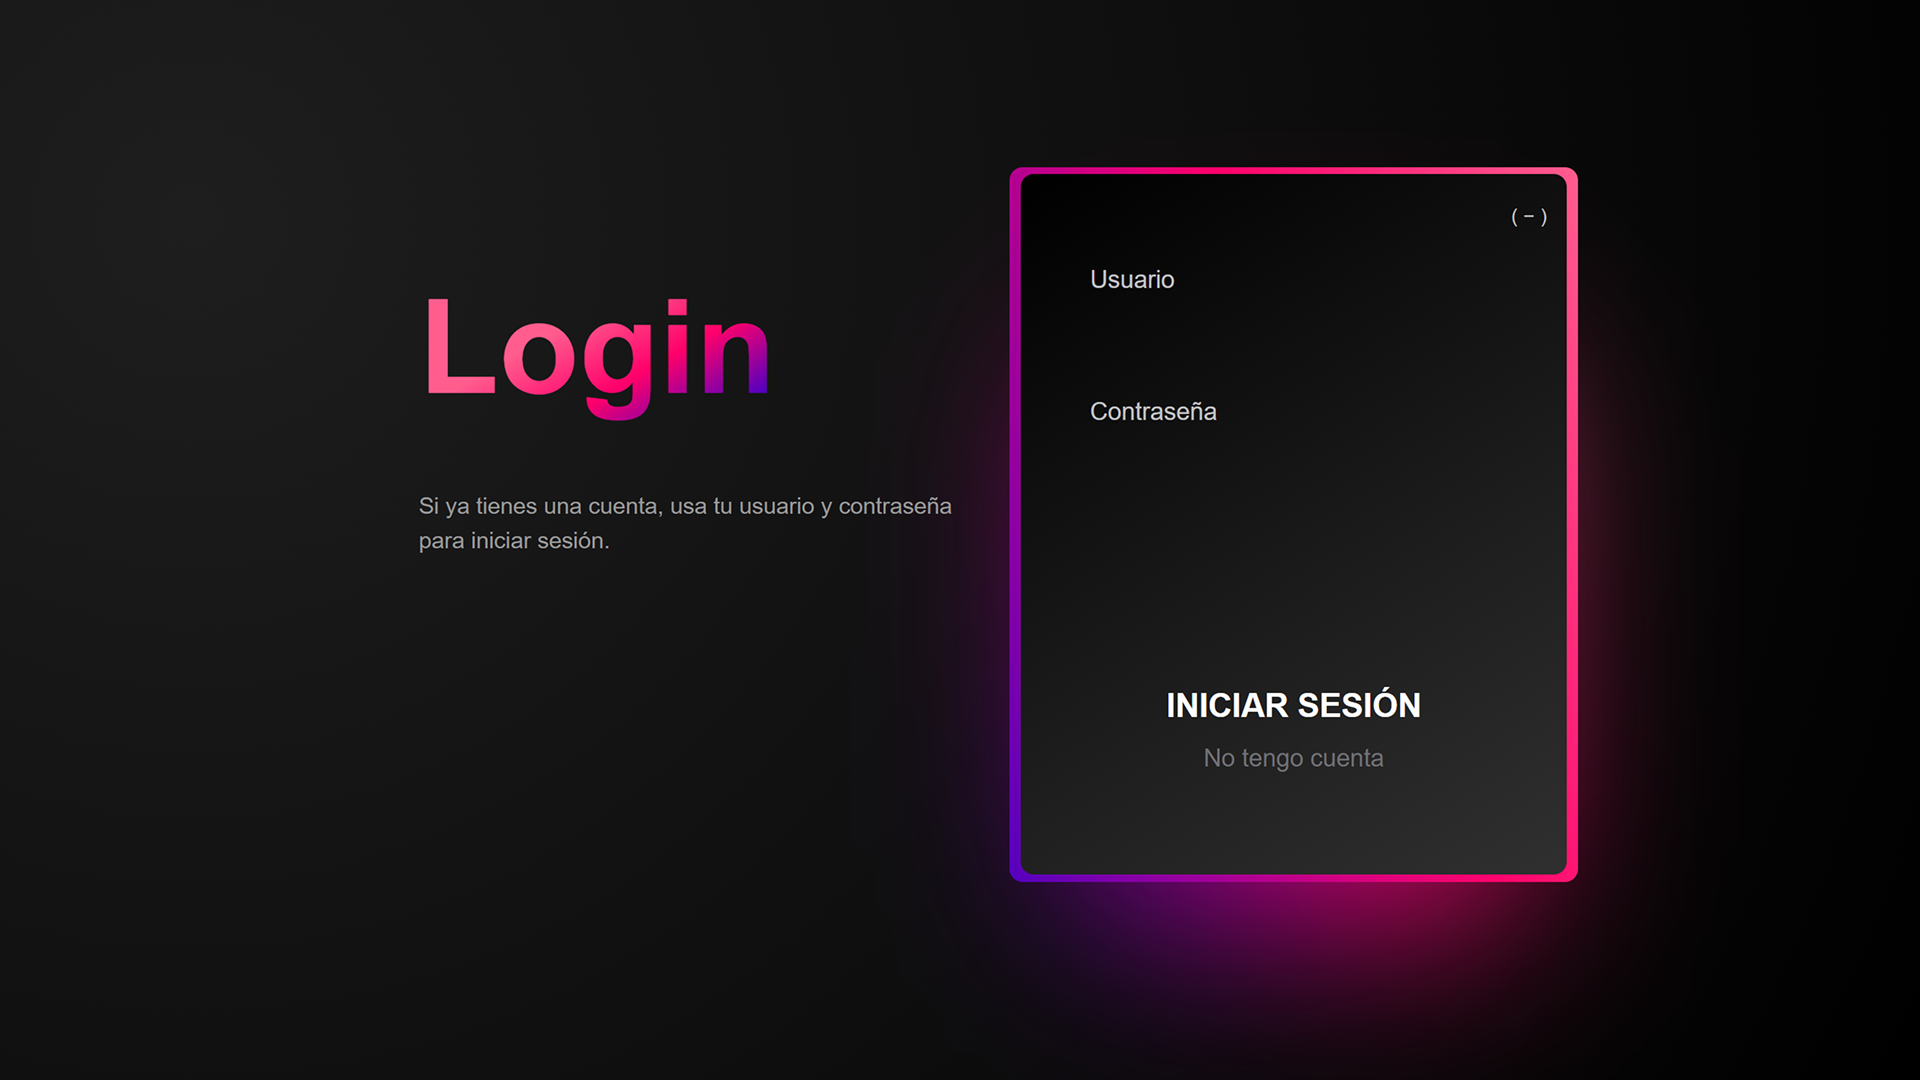 Login
Si ya tienes una cuenta, usa tu usuario y contraseña
para iniciar sesión.
(-)
Usuario
Contraseña
INICIAR SESIÓN
No tengo cuenta